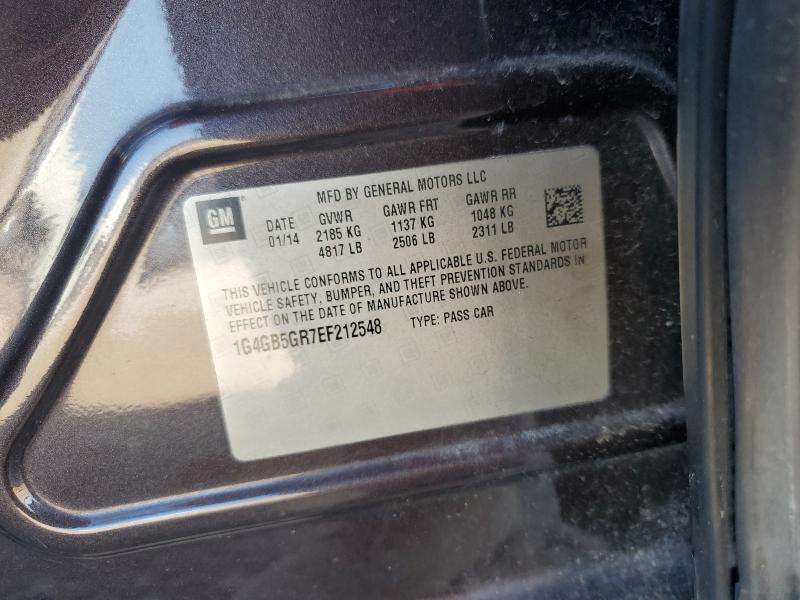 GM
MFD BY GENERAL MOTORS LLC
DATE GVWR GAWR FRT GAWR RR
01/14 2185 KG 1137 KG 1048 KG
4817 LB 2506 LB 2311 LB
THIS VEHICLE CONFORMS TO ALL APPLICABLE U.S. FEDERAL MOTOR
VEHICLE SAFETY, BUMPER, AND THEFT PREVENTION STANDARDS IN
EFFECT ON THE DATE OF MANUFACTURE SHOWN ABOVE.
1G4GB5GR7EF212548 TYPE: PASS CAR